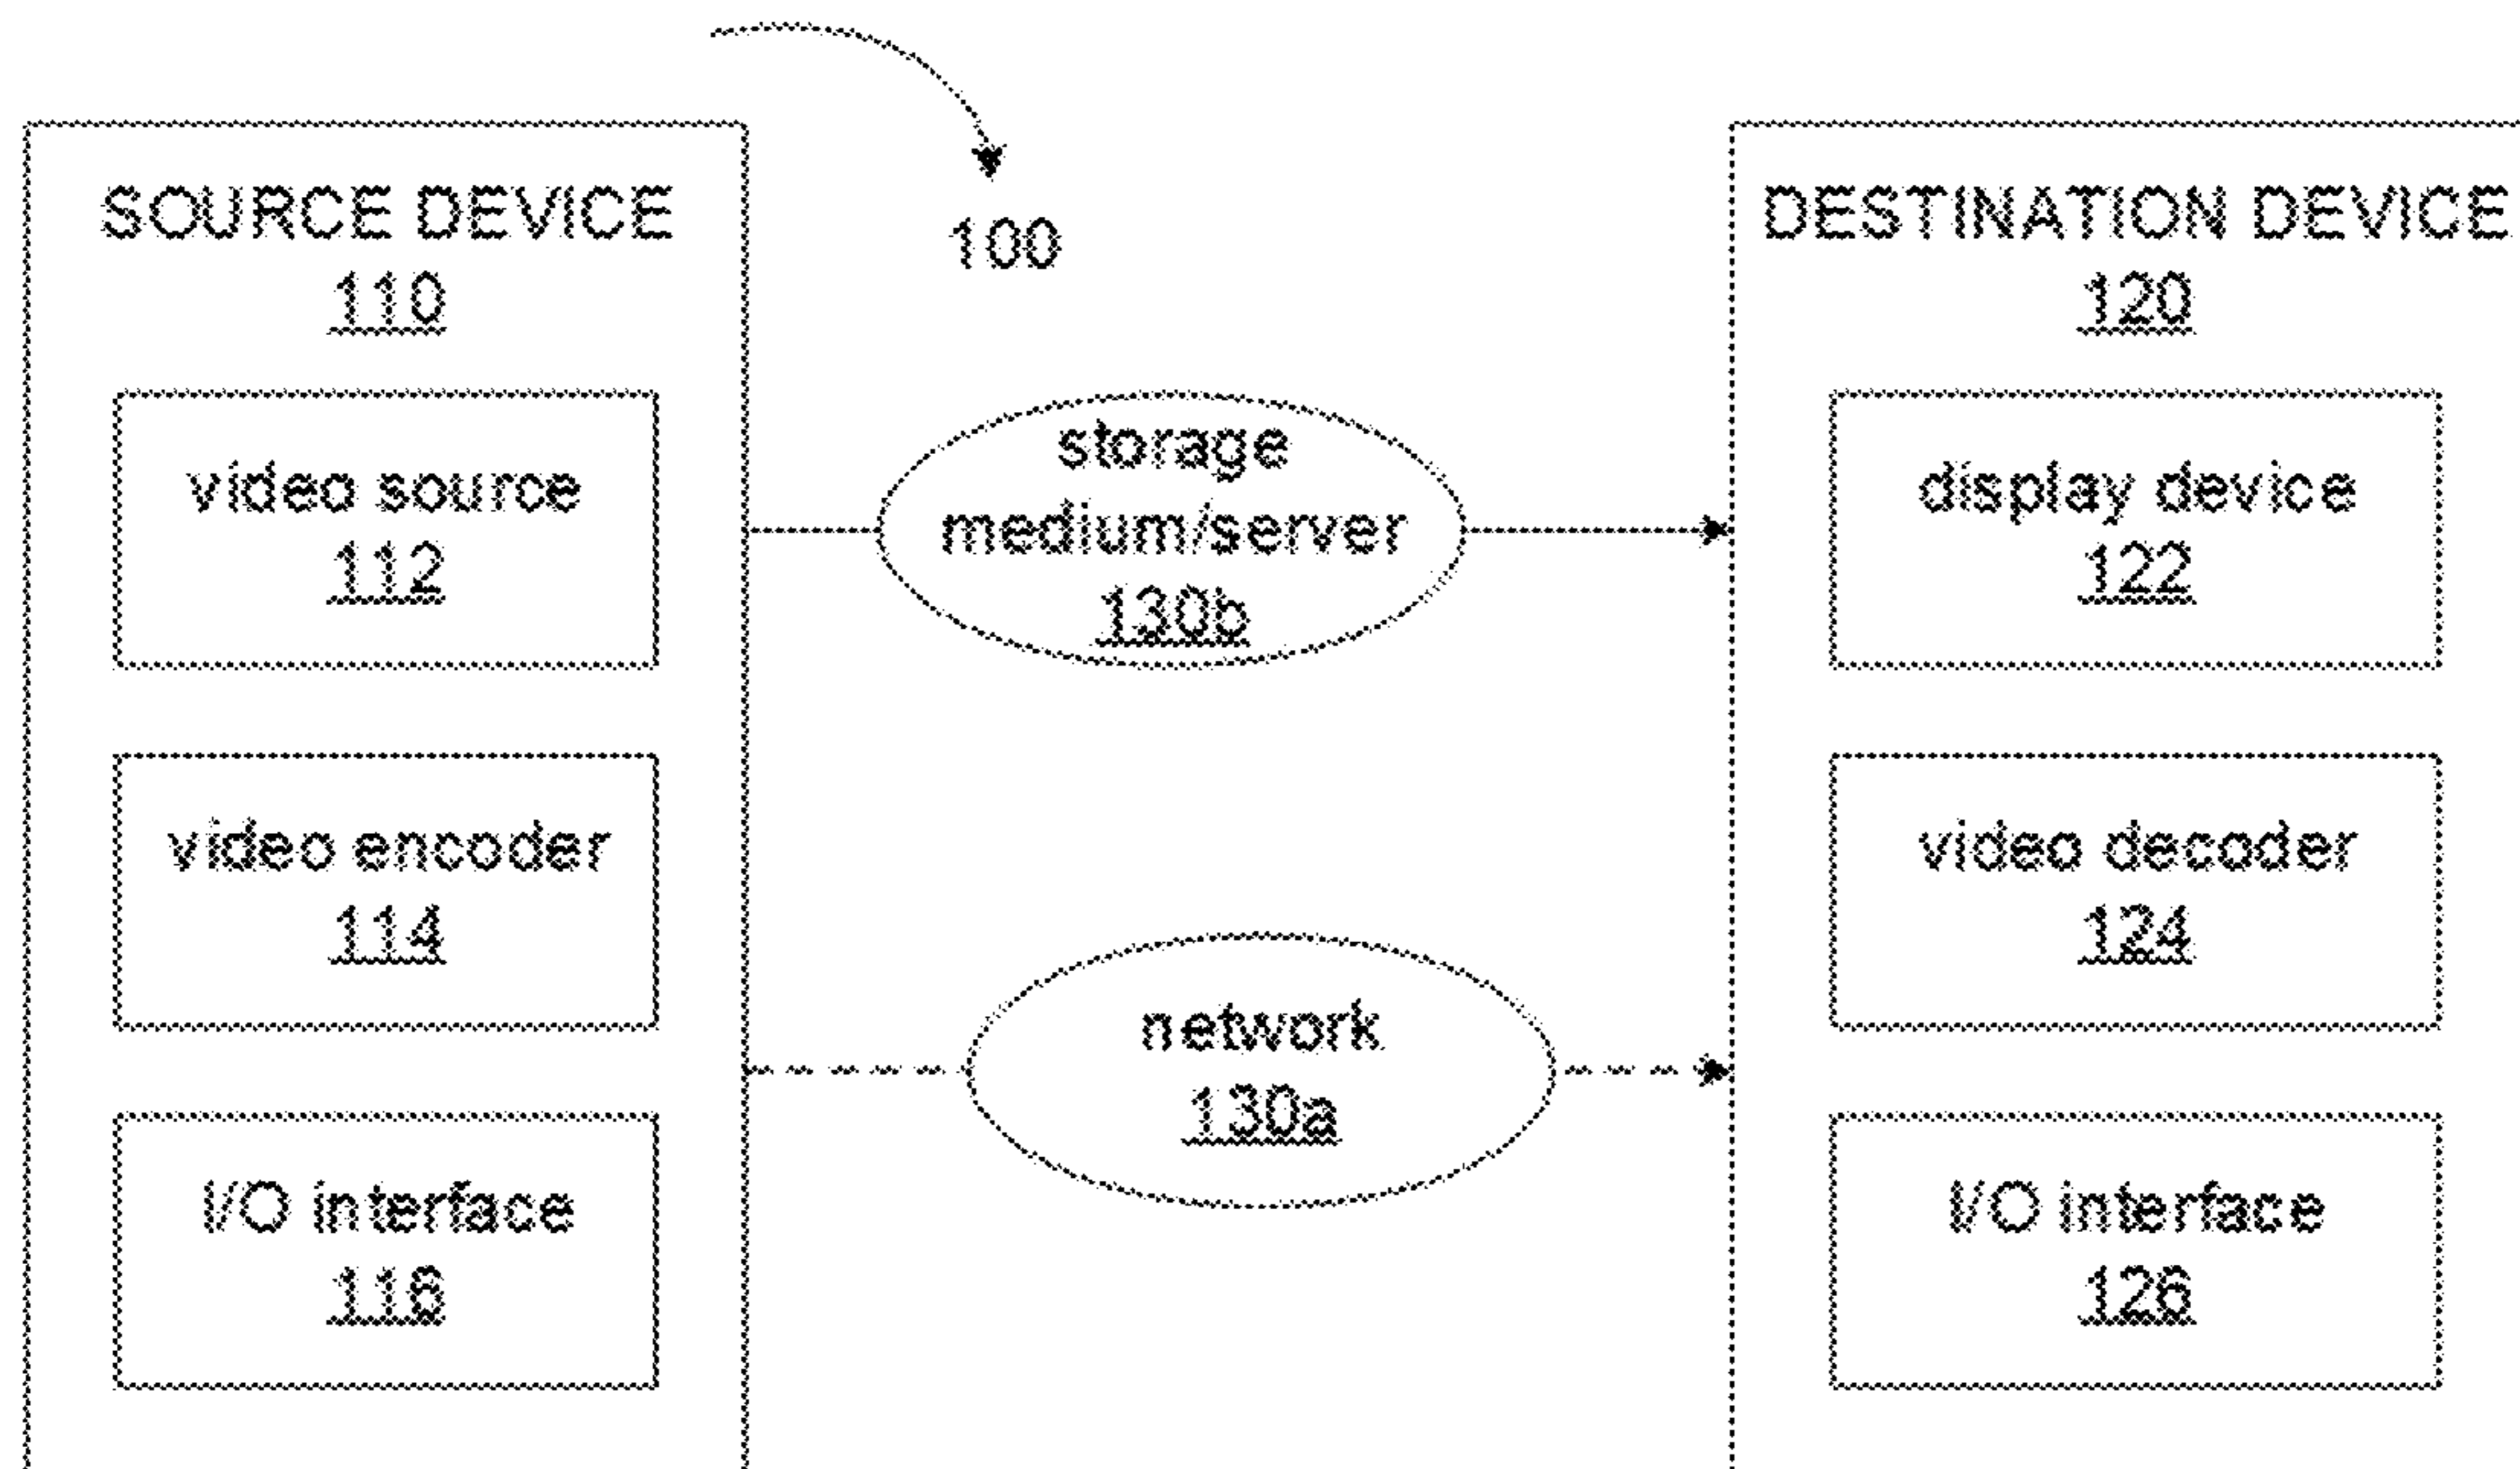 100
SOURCE DEVICE
110
video source
112
video encoder
114
I/O interface
116
storage
medium/server
130b
network
130a
DESTINATION DEVICE
120
display device
122
video decoder
124
I/O interface
126